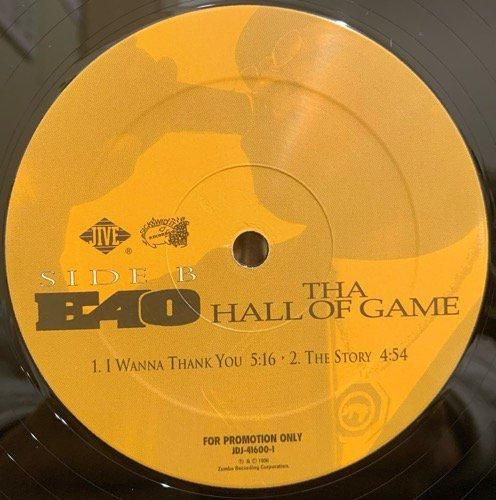 JIVE
®
SIDE B
E40
THA
HALL OF GAME
1. I WANNA THANK YOU 5:16 • 2. THE STORY 4:54
FOR PROMOTION ONLY
JDJ-41600-1
℗ & © 1996
Zomba Recording Corporation.